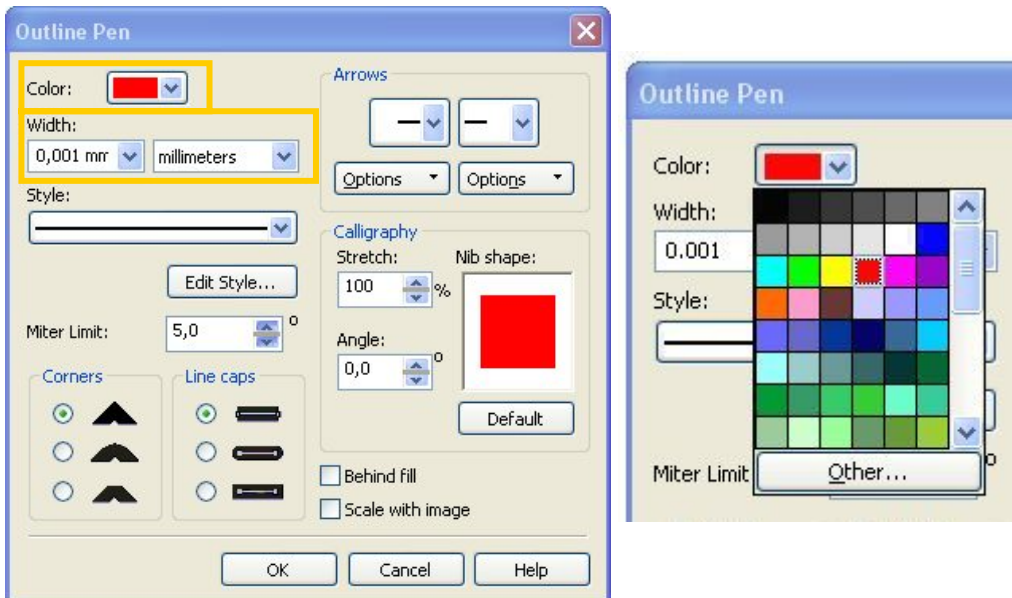 Outline Pen
Color:
Width:
0,001 mm
millimeters
Style:
Edit Style...
Miter Limit:
5,0
o
Corners
Line caps
Arrows
Options
Options
Calligraphy
Stretch:
Nib shape:
100
%
Angle:
0,0
o
Default
Behind fill
Scale with image
OK
Cancel
Help
Outline Pen
Color:
Width:
0.001
Style:
Miter Limit
Other...
o